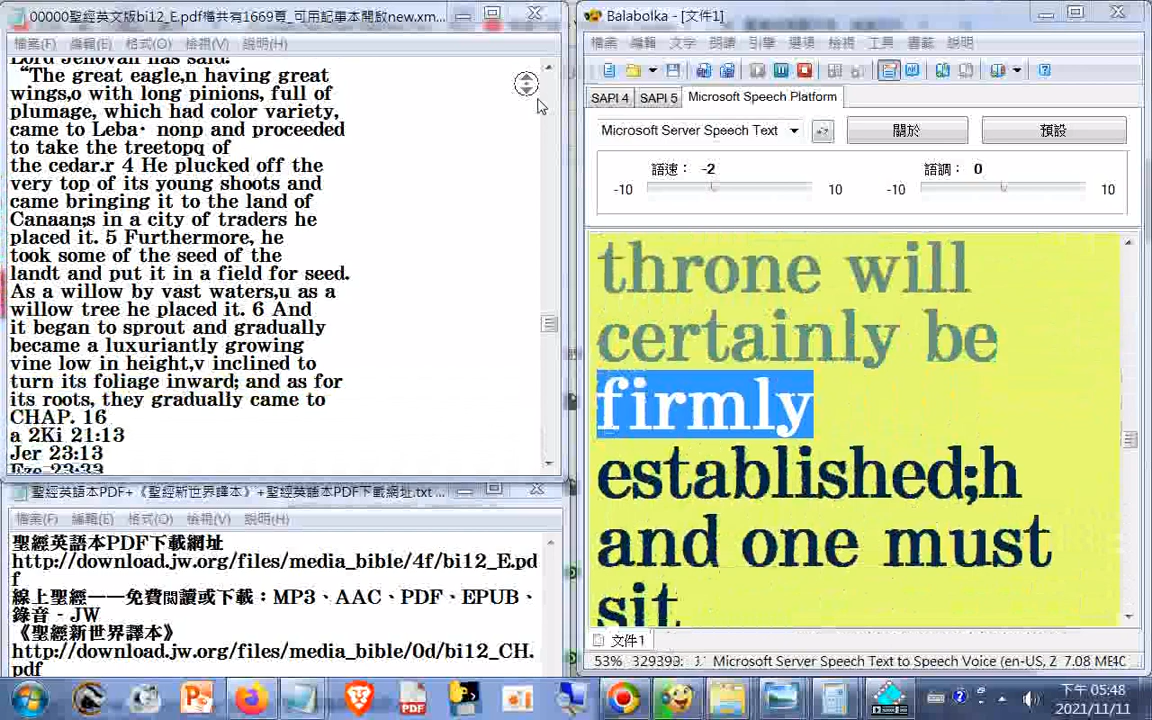 00000聖經英文版bi12_E.pdf檔共有1669頁_可用記事本開啟new.xm...
檔案(F) 編輯(E) 格式(O) 檢視(V) 說明(H)
Lord Jehovah has said:
“The great eagle,n having great
wings,o with long pinions, full of
plumage, which had color variety,
came to Leba· nonp and proceeded
to take the treetopq of
the cedar.r 4 He plucked off the
very top of its young shoots and
came bringing it to the land of
Canaan;s in a city of traders he
placed it. 5 Furthermore, he
took some of the seed of the
landt and put it in a field for seed.
As a willow by vast waters,u as a
willow tree he placed it. 6 And
it began to sprout and gradually
became a luxuriantly growing
vine low in height,v inclined to
turn its foliage inward; and as for
its roots, they gradually came to
CHAP. 16
a 2Ki 21:13
Jer 23:13
Eze 23:33
聖經英語本PDF+《聖經新世界譯本》+聖經英語本PDF下載網址.txt ...
檔案(F) 編輯(E) 格式(O) 檢視(V) 說明(H)
聖經英語本PDF下載網址
http://download.jw.org/files/media_bible/4f/bi12_E.pd
f
線上聖經──免費閱讀或下載：MP3、AAC、PDF、EPUB、
錄音 - JW
《聖經新世界譯本》
http://download.jw.org/files/media_bible/0d/bi12_CH.
pdf
Balabolka - [文件1]
檔案 編輯 文字 朗讀 引擎 選項 檢視 工具 書籤 說明
SAPI 4 SAPI 5 Microsoft Speech Platform
Microsoft Server Speech Text 關於 預設
語速： -2 語調： 0
-10 10 -10 10
throne will
certainly be
firmly
established;h
and one must
sit
文件1
53% 329393: Microsoft Server Speech Text to Speech Voice (en-US, Z 7.08 МЕ
下午 05:48
2021/11/11